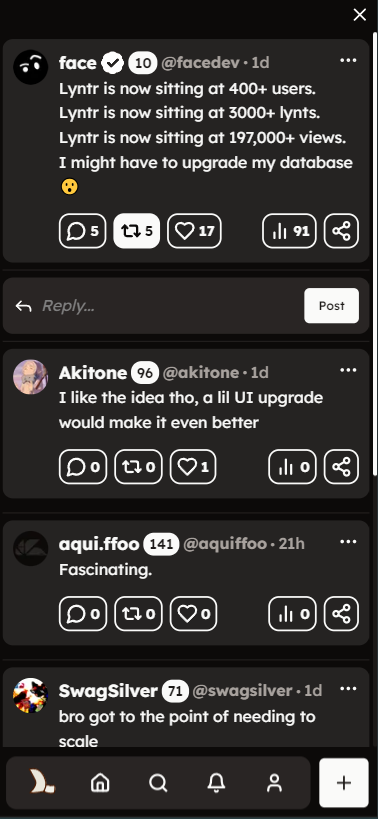 face 10 @facedev · 1d
Lyntr is now sitting at 400+ users.
Lyntr is now sitting at 3000+ lynts.
Lyntr is now sitting at 197,000+ views.
I might have to upgrade my database
😮
5 5 17 91
Reply...
Post
Akitone 96 @akitone · 1d
I like the idea tho, a lil UI upgrade
would make it even better
0 0 1 0
aqui.ffoo 141 @aquiffoo · 21h
Fascinating.
0 0 0 0
SwagSilver 71 @swagsilver · 1d
bro got to the point of needing to
scale